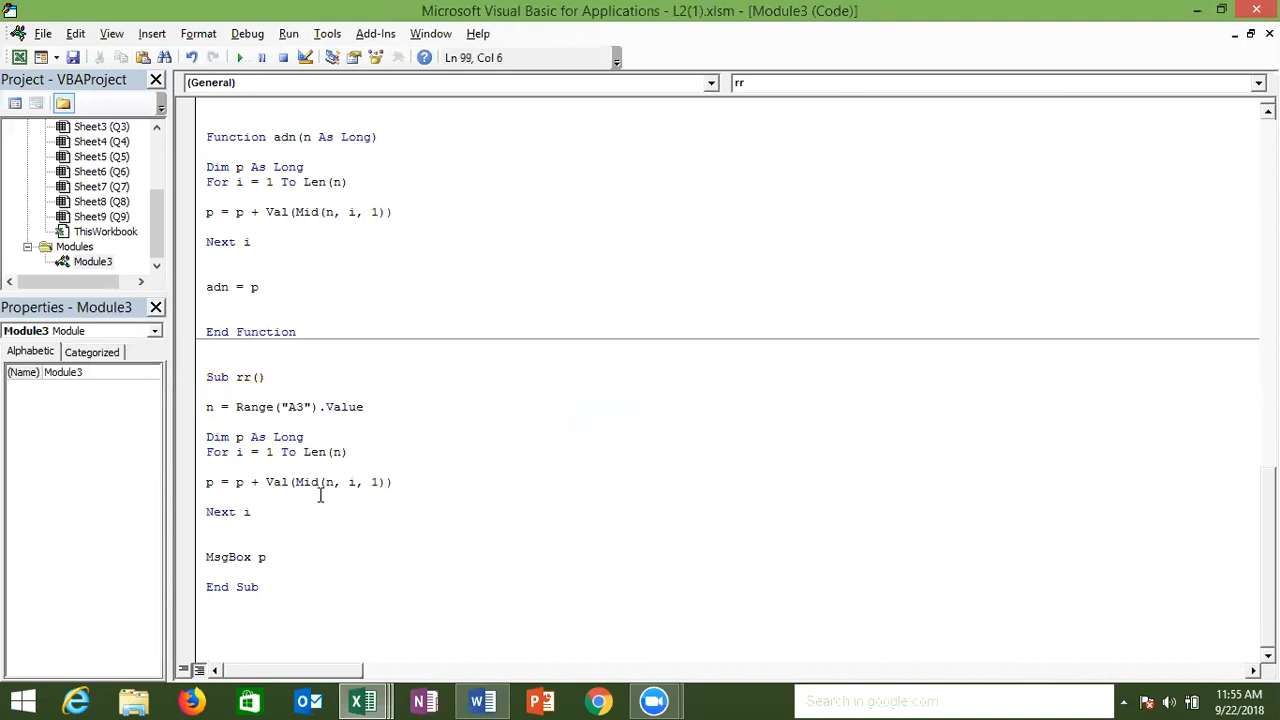 Microsoft Visual Basic for Applications - L2(1).xlsm - [Module3 (Code)]
File Edit View Insert Format Debug Run Tools Add-Ins Window Help
Ln 99, Col 6
Project - VBAProject
(General)
rr
Sheet3 (Q3)
Sheet4 (Q4)
Sheet5 (Q5)
Sheet6 (Q6)
Sheet7 (Q7)
Sheet8 (Q8)
Sheet9 (Q9)
ThisWorkbook
Modules
Module3
Properties - Module3
Module3 Module
Alphabetic Categorized
(Name) Module3
Function adn(n As Long)
Dim p As Long
For i = 1 To Len(n)
p = p + Val(Mid(n, i, 1))
Next i
adn = p
End Function
Sub rr()
n = Range("A3").Value
Dim p As Long
For i = 1 To Len(n)
p = p + Val(Mid(n, i, 1))
Next i
MsgBox p
End Sub
Search in google.com
11:55 AM
9/22/2018